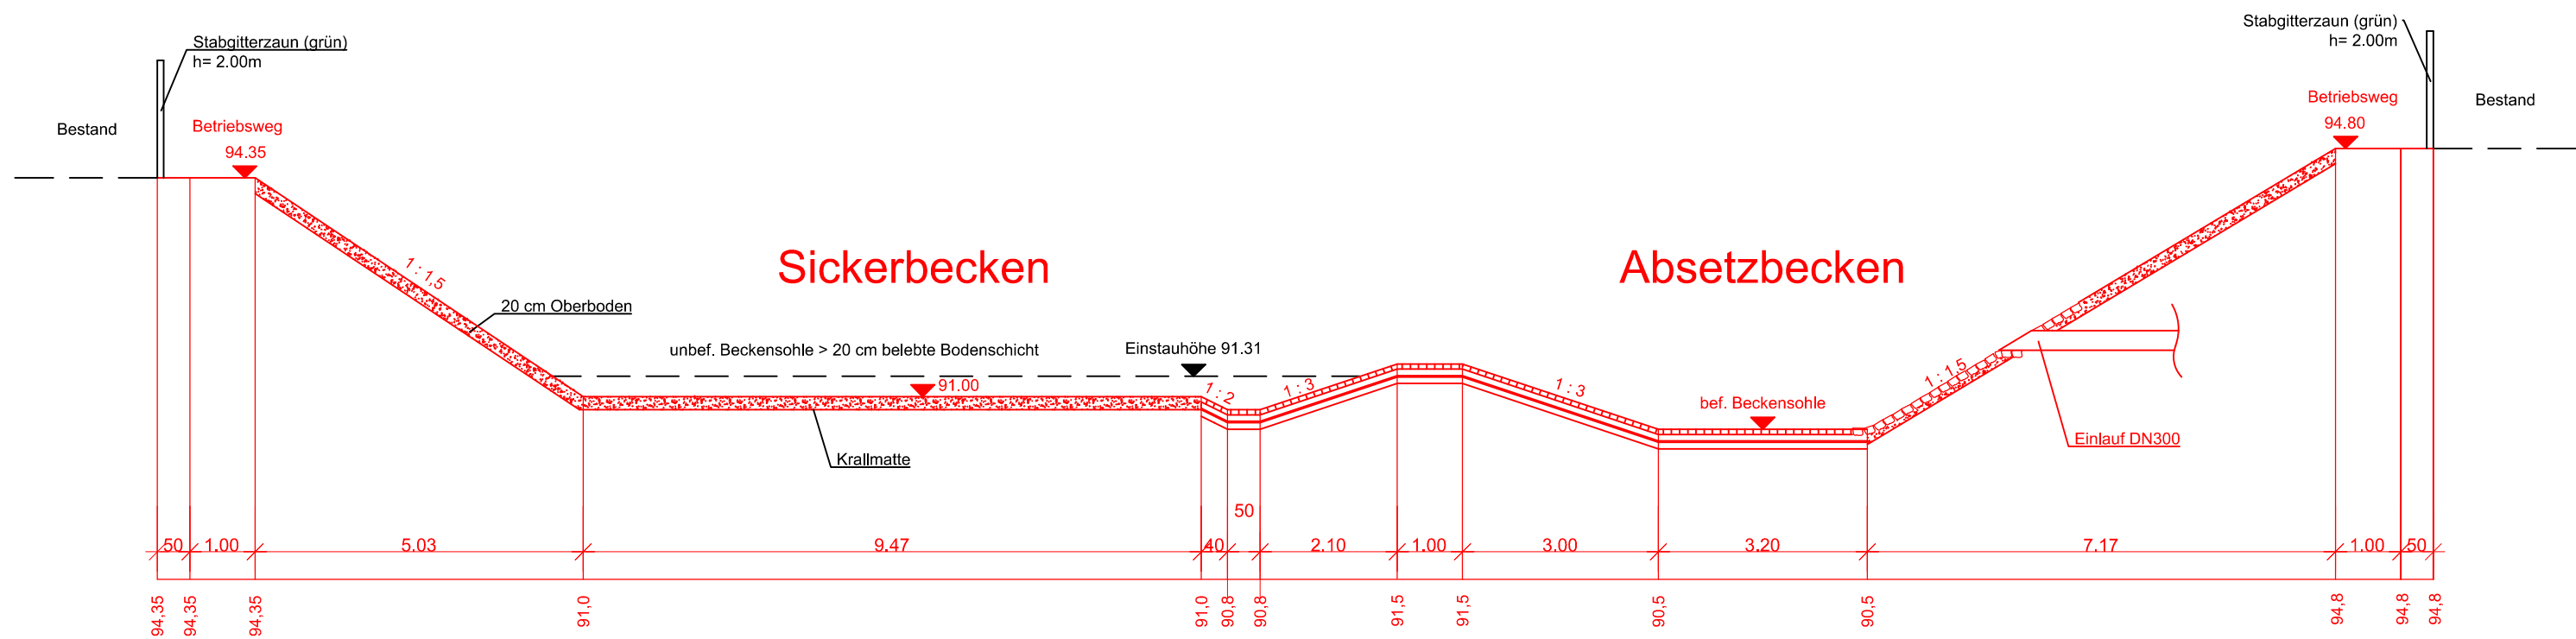 Stabgitterzaun (grün)
h= 2.00m
Stabgitterzaun (grün)
h= 2.00m
Bestand
Betriebsweg
94.35
Betriebsweg
94.80
Bestand
Sickerbecken
Absetzbecken
1 : 1,5
20 cm Oberboden
unbef. Beckensohle > 20 cm belebte Bodenschicht
Einstauhöhe 91.31
91.00
1 : 2
1 : 3
1 : 3
bef. Beckensohle
1 : 1,5
Einlauf DN300
Krallmatte
50
50
1.00
5.03
9.47
40
2.10
1.00
3.00
3.20
7.17
1.00
50
94,35
94,35
94,35
91,0
91,0
90,8
90,8
91,5
91,5
90,5
90,5
94,8
94,8
94,8